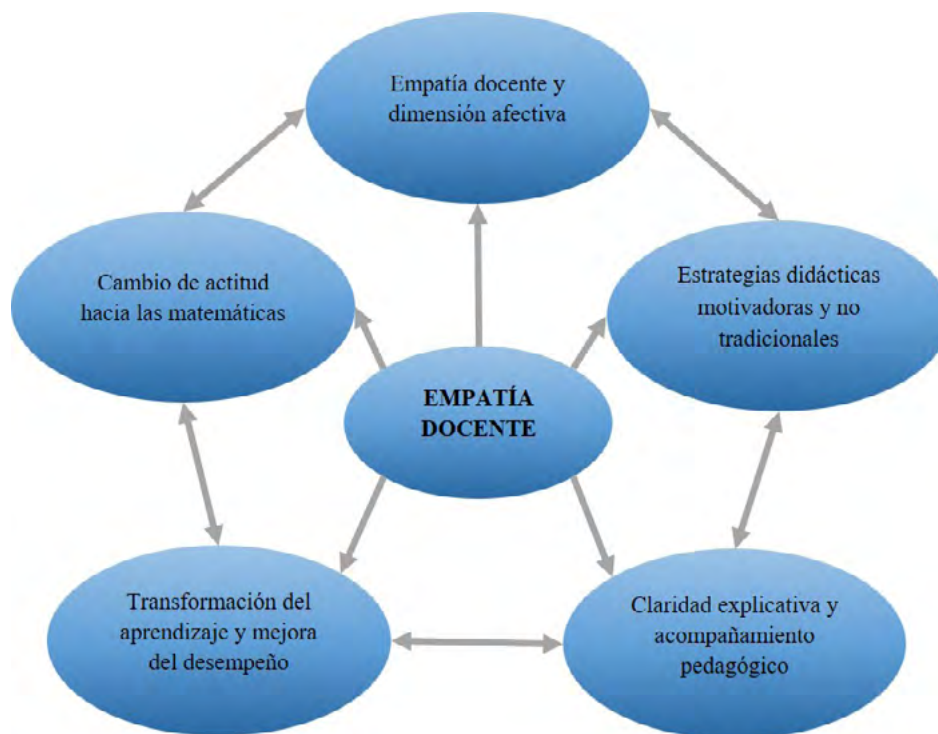 Empatía docente y
dimensión afectiva
Cambio de actitud
hacia las matemáticas
Estrategias didácticas
motivadoras y no
tradicionales
EMPATÍA
DOCENTE
Transformación del
aprendizaje y mejora
del desempeño
Claridad explicativa y
acompañamiento
pedagógico